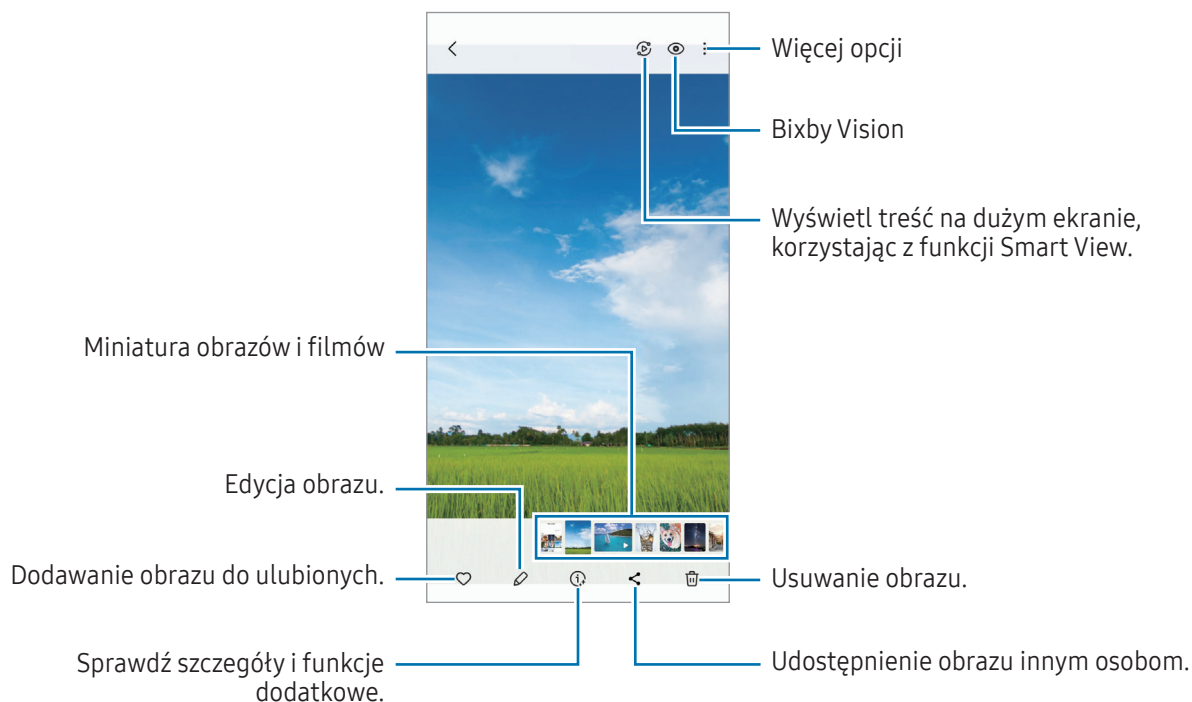 Więcej opcji
Bixby Vision
Wyświetl treść na dużym ekranie,
korzystając z funkcji Smart View.
Miniatura obrazów i filmów
Edycja obrazu.
Dodawanie obrazu do ulubionych.
Usuwanie obrazu.
Sprawdź szczegóły i funkcje
dodatkowe.
Udostępnienie obrazu innym osobom.